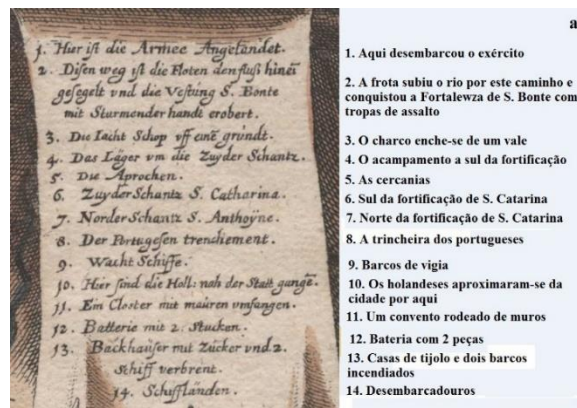 1. Hier ist die Armee Angelandet.
2. Disen weg ist die Floten den fluß hineĩ
gesegelt vnd die Vestung S. Bonte
mit Sturmender handt erobert.
3. Die Iacht Schop vff einẽ grundt.
4. Das Läger vm die Zuyder Schantz.
5. Die Aprochen.
6. Zuyder Schantz S. Catharina.
7. Norder Schantz S. Anthoÿne.
8. Der Portugesen trenchement.
9. Wacht Schiffe.
10. Hier sind die Holl: nah der Statt gangẽ.
11. Ein Closter mit mauren vmfangen.
12. Batterie mit 2. Stucken.
13. Backhaüser mit Zücker vnd 2.
Schiff verbrent.
14. Schifflánden.
a
1. Aqui desembarcou o exército
2. A frota subiu o rio por este caminho e
conquistou a Fortalewza de S. Bonte com
tropas de assalto
3. O charco enche-se de um vale
4. O acampamento a sul da fortificação
5. As cercanias
6. Sul da fortificação de S. Catarina
7. Norte da fortificação de S. Catarina
8. A trincheira dos portugueses
9. Barcos de vigia
10. Os holandeses aproximaram-se da
cidade por aqui
11. Um convento rodeado de muros
12. Bateria com 2 peças
13. Casas de tijolo e dois barcos
incendiados
14. Desembarcadouros